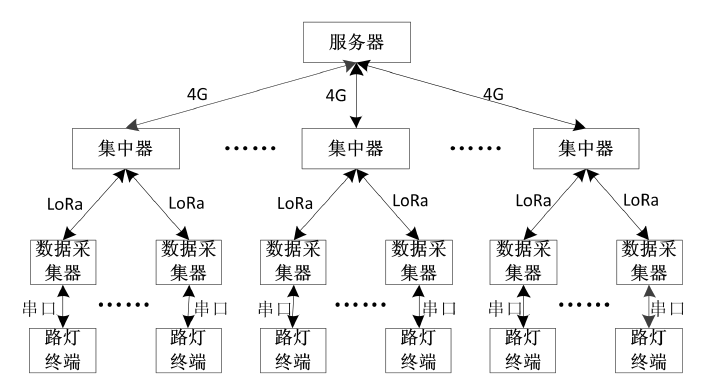 服务器
4G 4G 4G
集中器 …… 集中器 …… 集中器
LoRa LoRa LoRa LoRa LoRa LoRa
数据采 数据采 数据采 数据采 数据采 数据采
集器 集器 集器 集器 集器 集器
串口 …… 串口 串口 …… 串口 串口 …… 串口
路灯 路灯 路灯 路灯 路灯 路灯
终端 终端 终端 终端 终端 终端